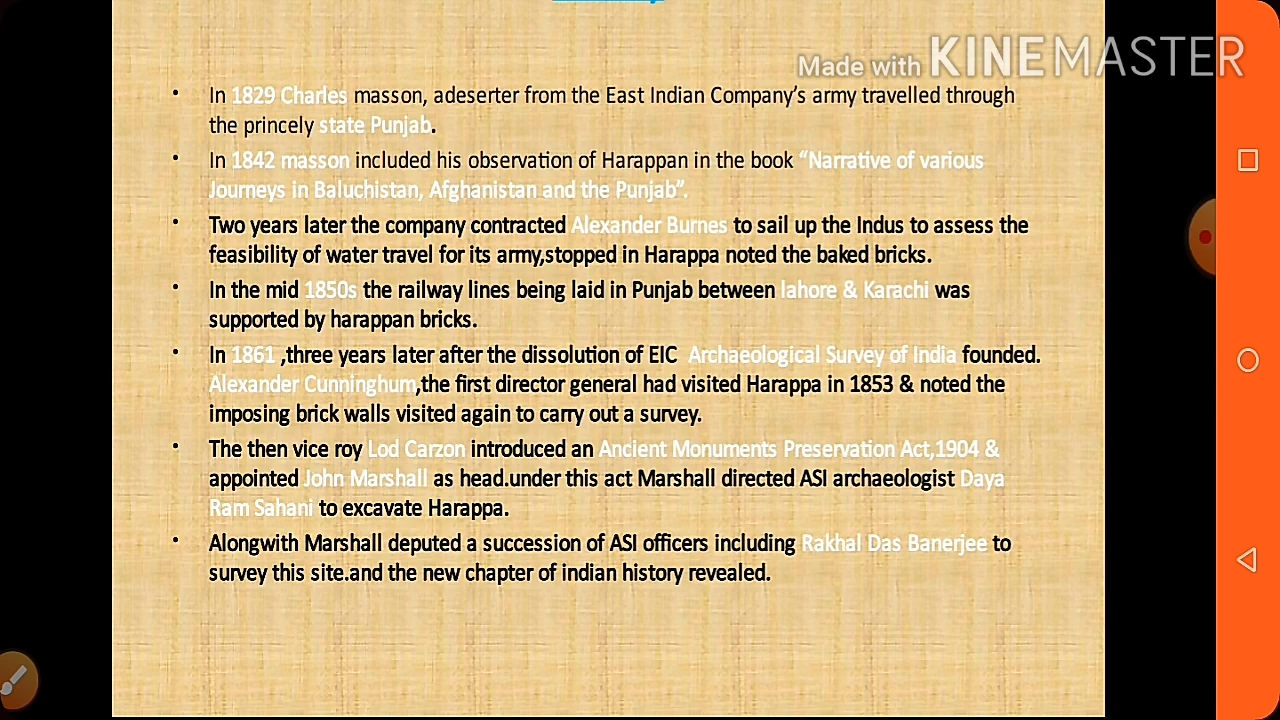 Made with KINEMASTER
• In 1829 Charles masson, adeserter from the East Indian Company's army travelled through
the princely state Punjab.
• In 1842 masson included his observation of Harappan in the book “Narrative of various
Journeys in Baluchistan, Afghanistan and the Punjab”.
• Two years later the company contracted Alexander Burnes to sail up the Indus to assess the
feasibility of water travel for its army,stopped in Harappa noted the baked bricks.
• In the mid 1850s the railway lines being laid in Punjab between lahore & Karachi was
supported by harappan bricks.
• In 1861 ,three years later after the dissolution of EIC Archaeological Survey of India founded.
Alexander Cunninghum,the first director general had visited Harappa in 1853 & noted the
imposing brick walls visited again to carry out a survey.
• The then vice roy Lod Carzon introduced an Ancient Monuments Preservation Act,1904 &
appointed John Marshall as head.under this act Marshall directed ASI archaeologist Daya
Ram Sahani to excavate Harappa.
• Alongwith Marshall deputed a succession of ASI officers including Rakhal Das Banerjee to
survey this site.and the new chapter of indian history revealed.